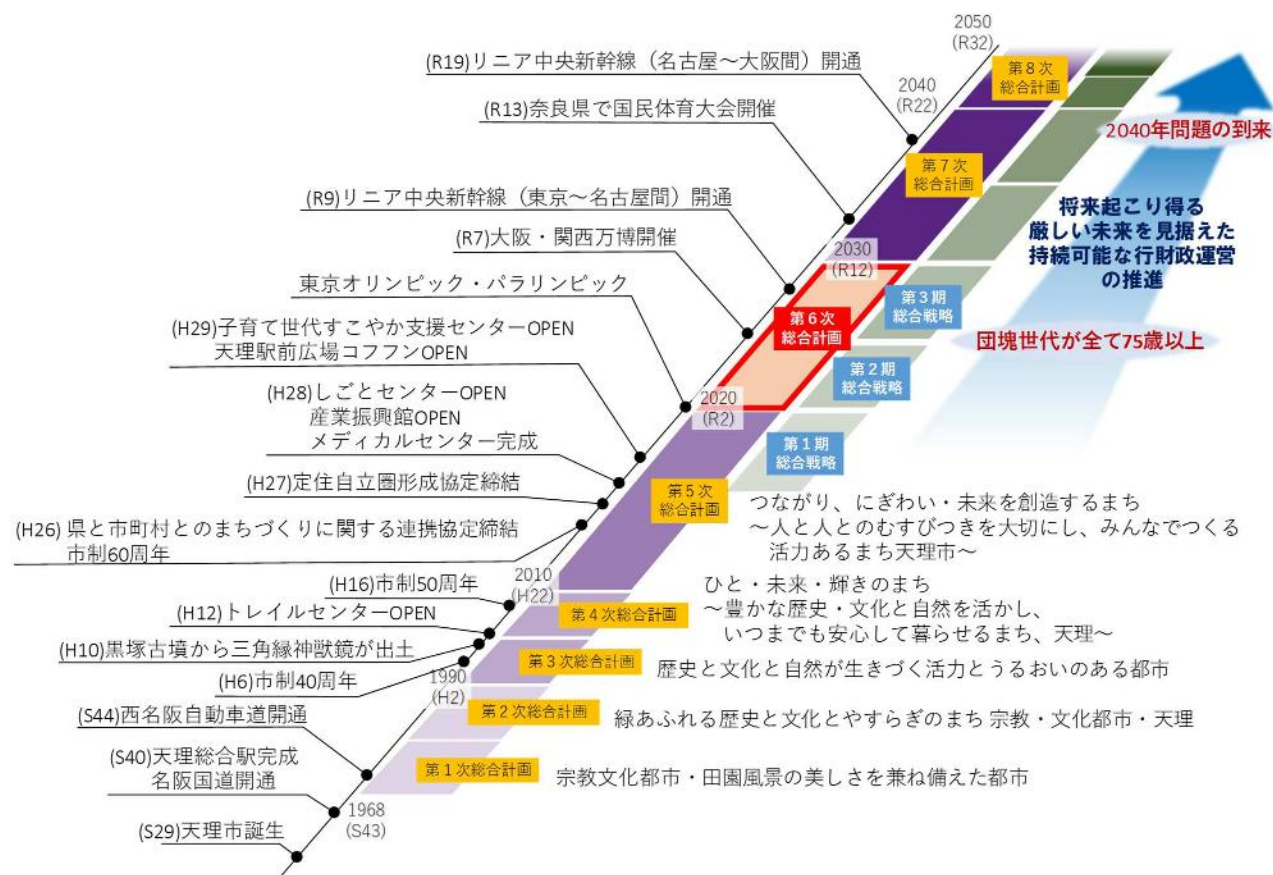 2050
(R32)
(R19)リニア中央新幹線（名古屋～大阪間）開通
2040
(R22)
(R13)奈良県で国民体育大会開催
(R9)リニア中央新幹線（東京～名古屋間）開通
(R7)大阪・関西万博開催
2030
(R12)
東京オリンピック・パラリンピック
(H29)子育て世代すこやか支援センターOPEN
天理駅前広場コフフンOPEN
(H28)しごとセンターOPEN
産業振興館OPEN
メディカルセンター完成
2020
(R2)
(H27)定住自立圏形成協定締結
(H26) 県と市町村とのまちづくりに関する連携協定締結
市制60周年
(H16)市制50周年
2010
(H22)
(H12)トレイルセンターOPEN
(H10)黒塚古墳から三角縁神獣鏡が出土
(H6)市制40周年
1990
(H2)
(S44)西名阪自動車道開通
(S40)天理総合駅完成
名阪国道開通
1968
(S43)
(S29)天理市誕生
第８次
総合計画
第７次
総合計画
第６次
総合計画
第５次
総合計画
第４次総合計画
第３次総合計画
第２次総合計画
第１次総合計画
第３期
総合戦略
第２期
総合戦略
第１期
総合戦略
2040年問題の到来
将来起こり得る
厳しい未来を見据えた
持続可能な行財政運営
の推進
団塊世代が全て75歳以上
つながり、にぎわい・未来を創造するまち
～人と人とのむすびつきを大切にし、みんなでつくる
活力あるまち天理市～
ひと・未来・輝きのまち
～豊かな歴史・文化と自然を活かし、
いつまでも安心して暮らせるまち、天理～
歴史と文化と自然が生きづく活力とうるおいのある都市
緑あふれる歴史と文化とやすらぎのまち 宗教・文化都市・天理
宗教文化都市・田園風景の美しさを兼ね備えた都市